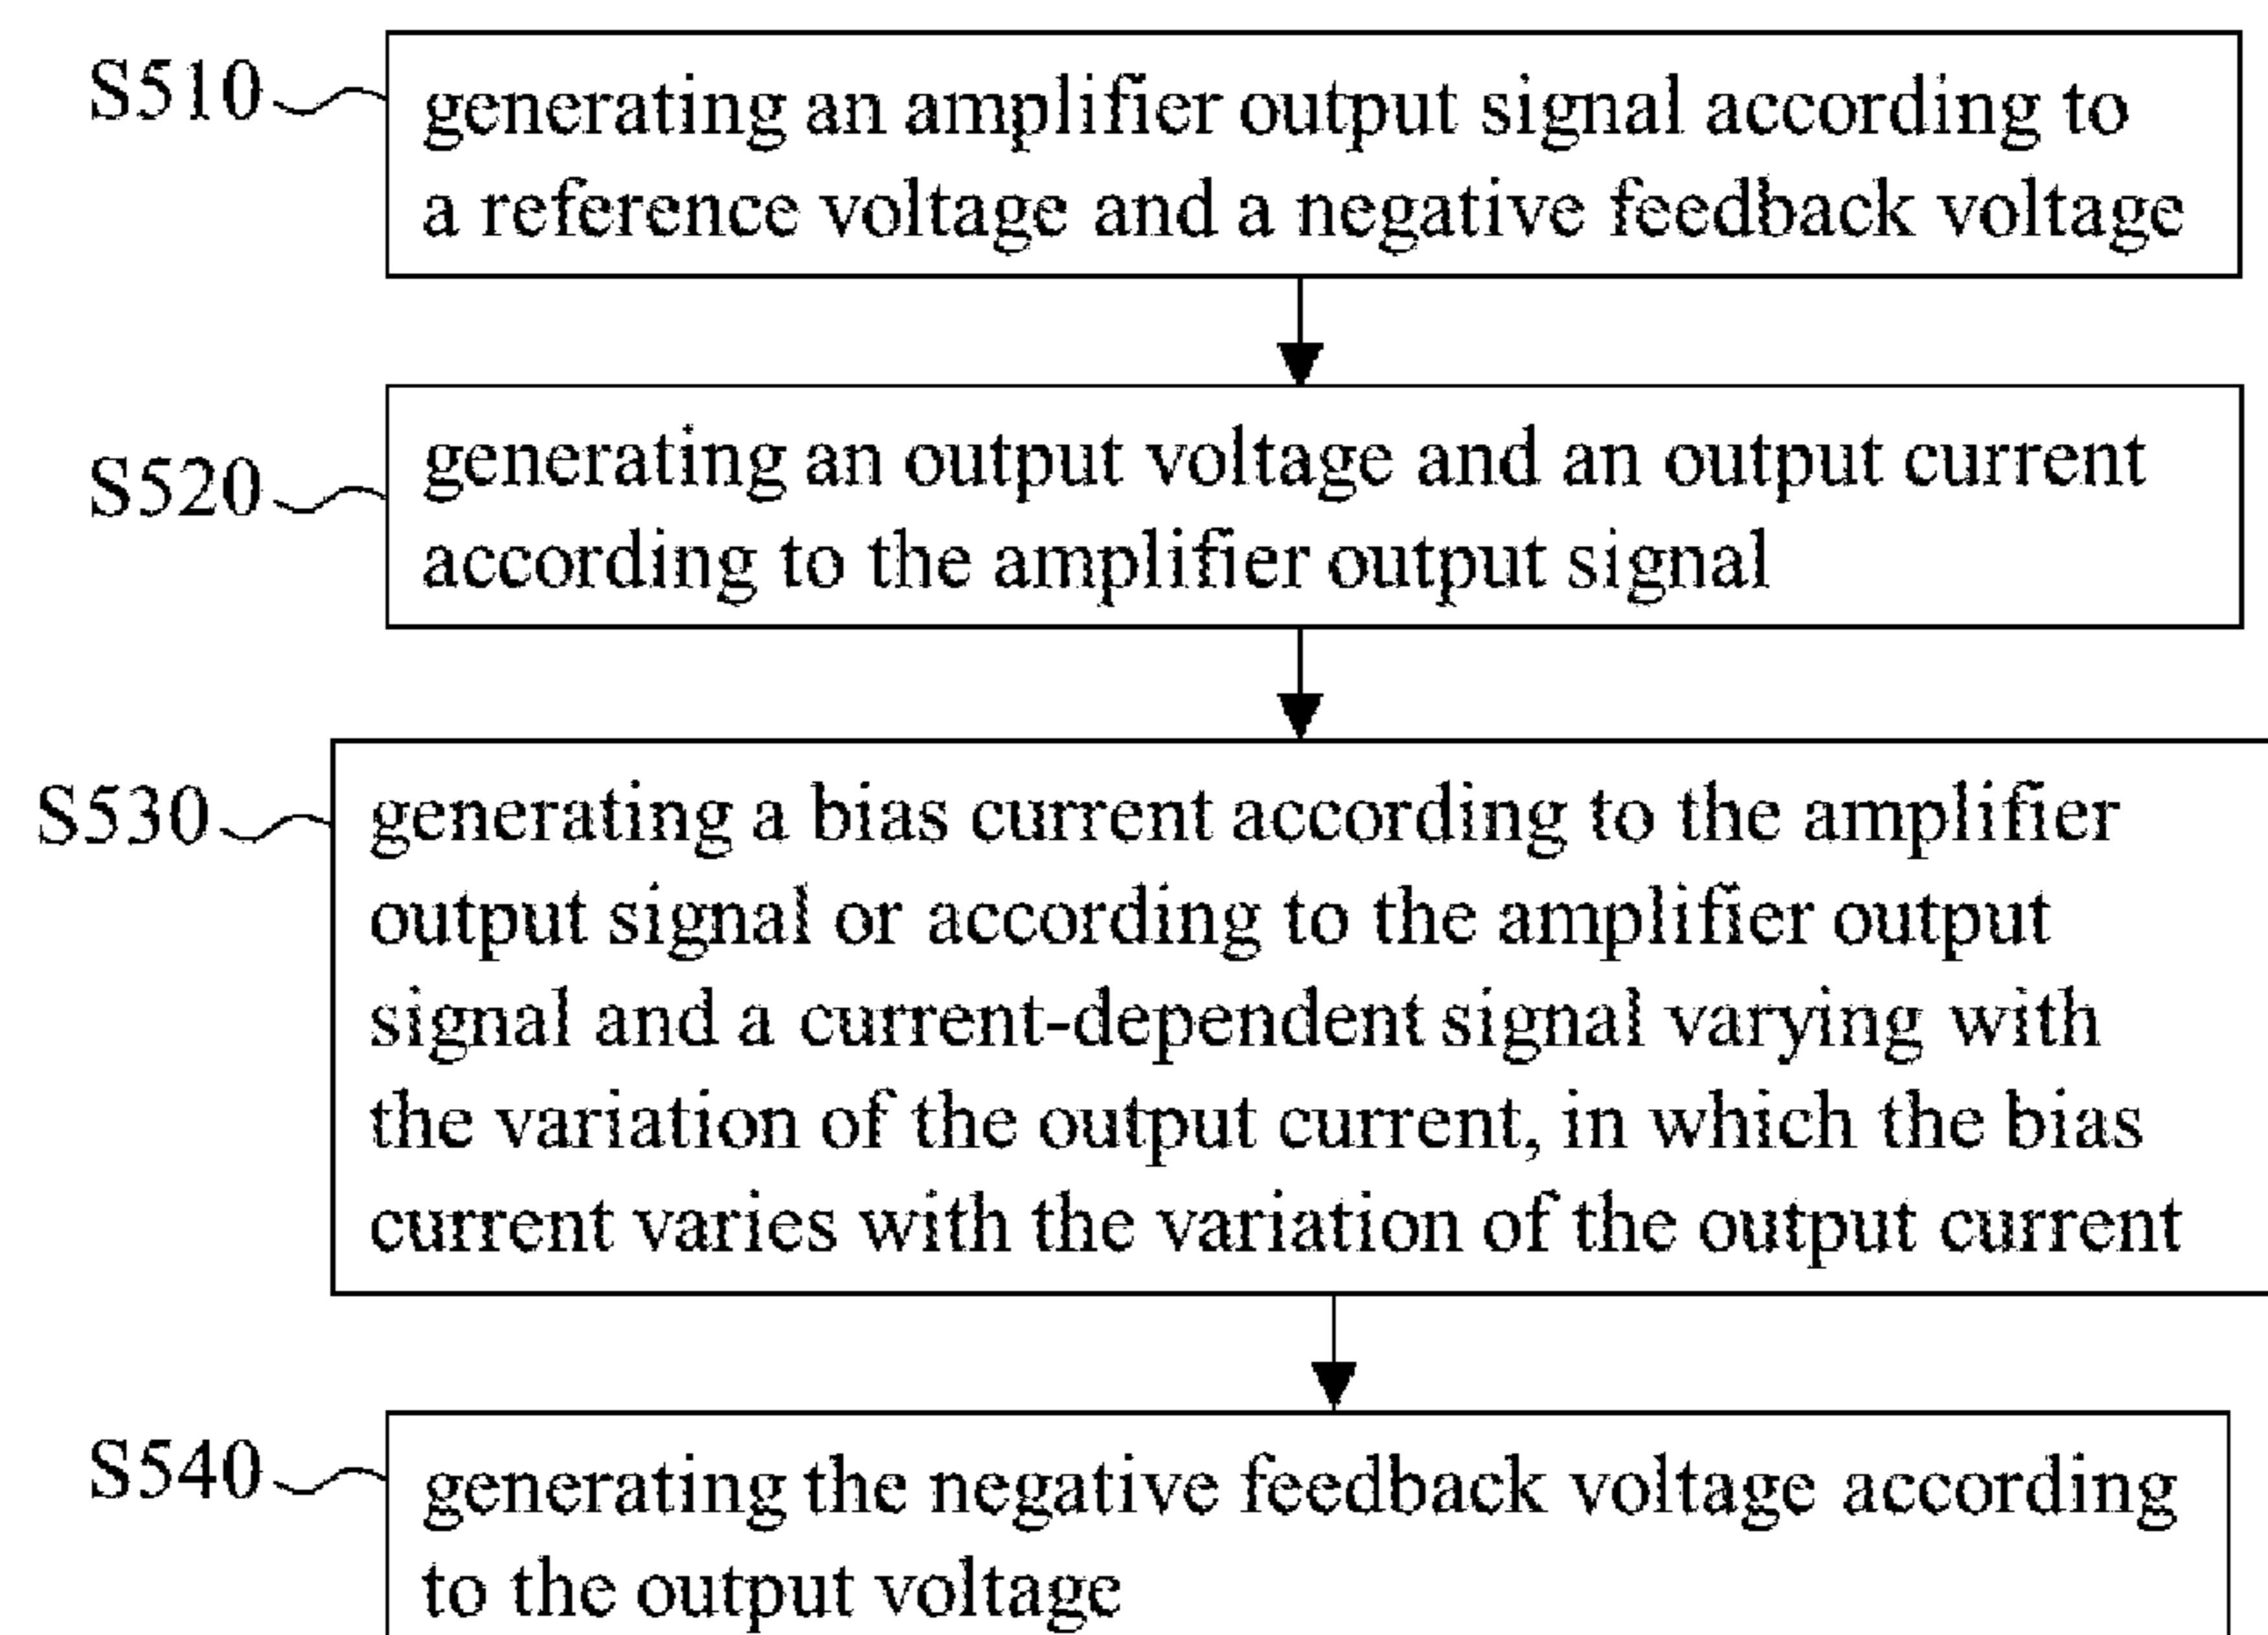 S510
generating an amplifier output signal according to
a reference voltage and a negative feedback voltage
S520
generating an output voltage and an output current
according to the amplifier output signal
S530
generating a bias current according to the amplifier
output signal or according to the amplifier output
signal and a current-dependent signal varying with
the variation of the output current, in which the bias
current varies with the variation of the output current
S540
generating the negative feedback voltage according
to the output voltage